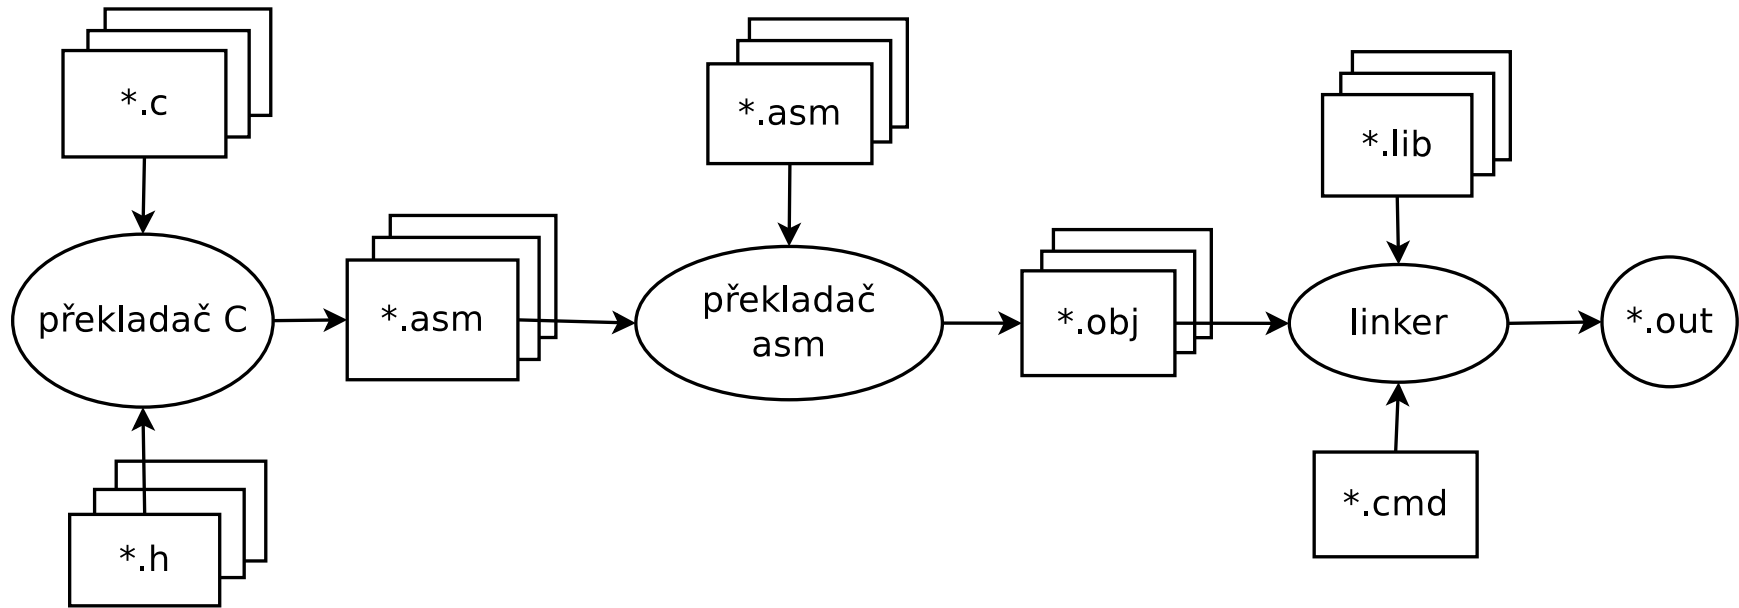 *.c
*.asm
*.lib
překladač C
*.asm
překladač
asm
*.obj
linker
*.out
*.h
*.cmd